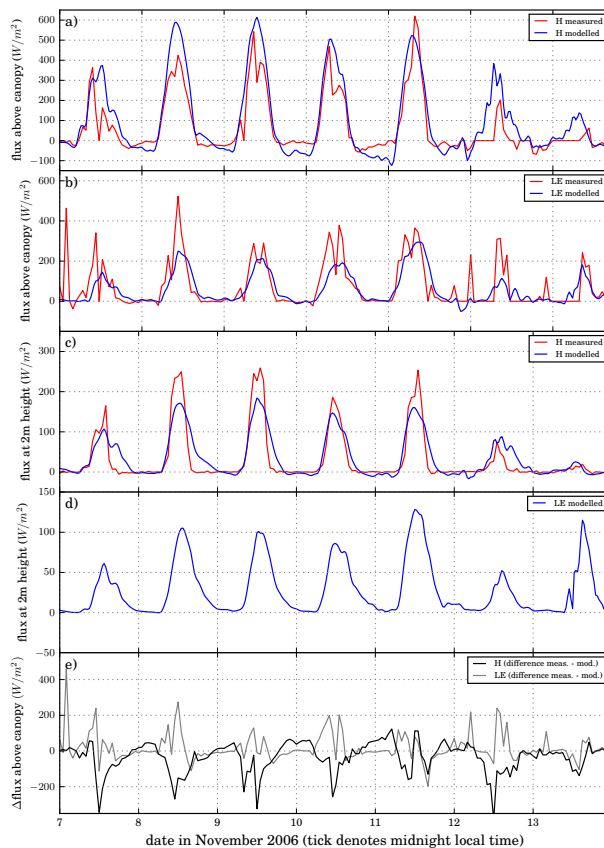 a)
H measured
H modelled
600
500
400
300
200
100
0
−100
flux above canopy (W/m²)
b)
LE measured
LE modelled
600
400
200
0
flux above canopy (W/m²)
c)
H measured
H modelled
300
200
100
0
flux at 2m height (W/m²)
d)
LE modelled
150
100
50
0
−50
flux at 2m height (W/m²)
e)
H (difference meas. - mod.)
LE (difference meas. - mod.)
400
200
0
−200
Δflux above canopy (W/m²)
7 8 9 10 11 12 13
date in November 2006 (tick denotes midnight local time)